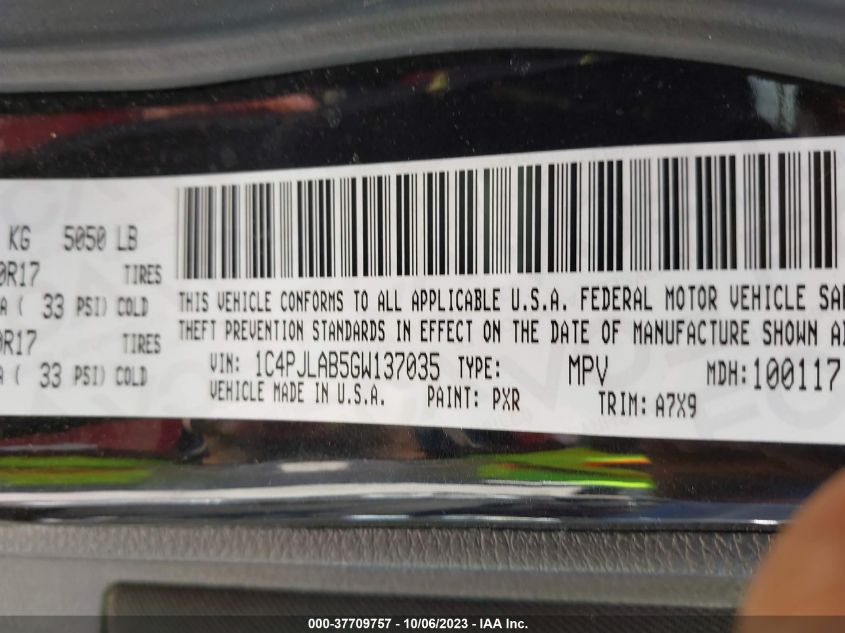 KG 5050 LB
0R17 TIRES
A ( 33 PSI) COLD
0R17 TIRES
A ( 33 PSI) COLD
THIS VEHICLE CONFORMS TO ALL APPLICABLE U.S.A. FEDERAL MOTOR VEHICLE SA
THEFT PREVENTION STANDARDS IN EFFECT ON THE DATE OF MANUFACTURE SHOWN A
VIN: 1C4PJLAB5GW137035 TYPE: MPV MDH: 100117
VEHICLE MADE IN U.S.A. PAINT: PXR TRIM: A7X9
000-37709757 - 10/06/2023 - IAA Inc.